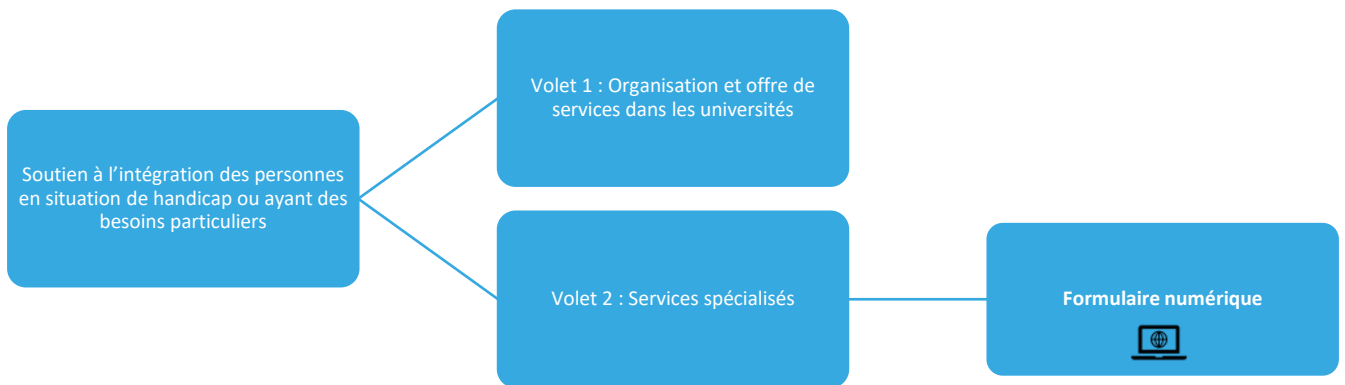 Volet 1 : Organisation et offre de
services dans les universités
Soutien à l’intégration des personnes
en situation de handicap ou ayant des
besoins particuliers
Volet 2 : Services spécialisés
Formulaire numérique